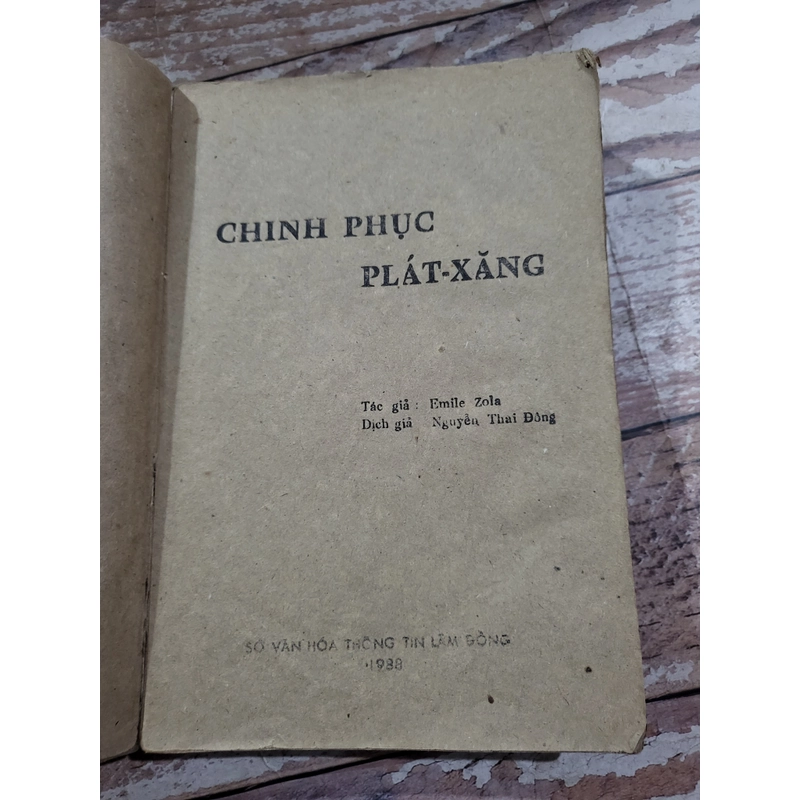 CHINH PHỤC
PLÁT-XĂNG
Tác giả : Emile Zola
Dịch giả Nguyễn Thai Đông
SỞ VĂN HÓA THÔNG TIN LÂM ĐỒNG
1988